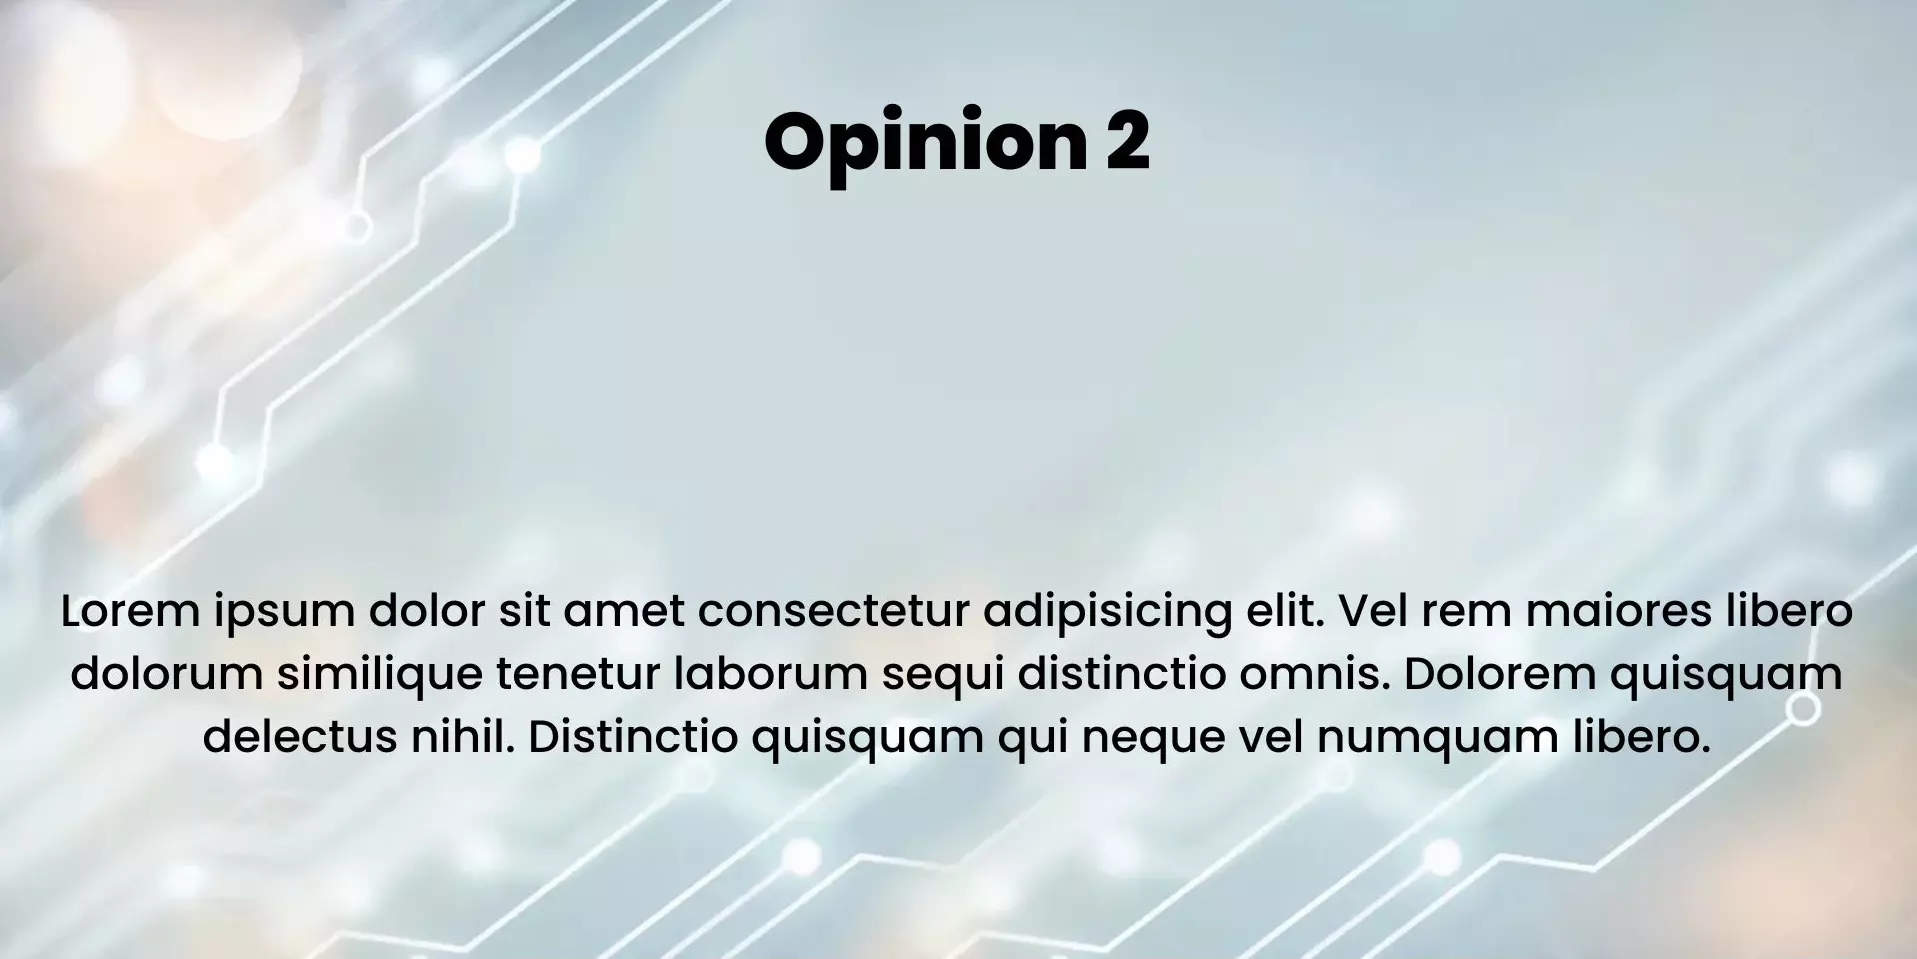 Opinion 2
Lorem ipsum dolor sit amet consectetur adipisicing elit. Vel rem maiores libero
dolorum similique tenetur laborum sequi distinctio omnis. Dolorem quisquam
delectus nihil. Distinctio quisquam qui neque vel numquam libero.